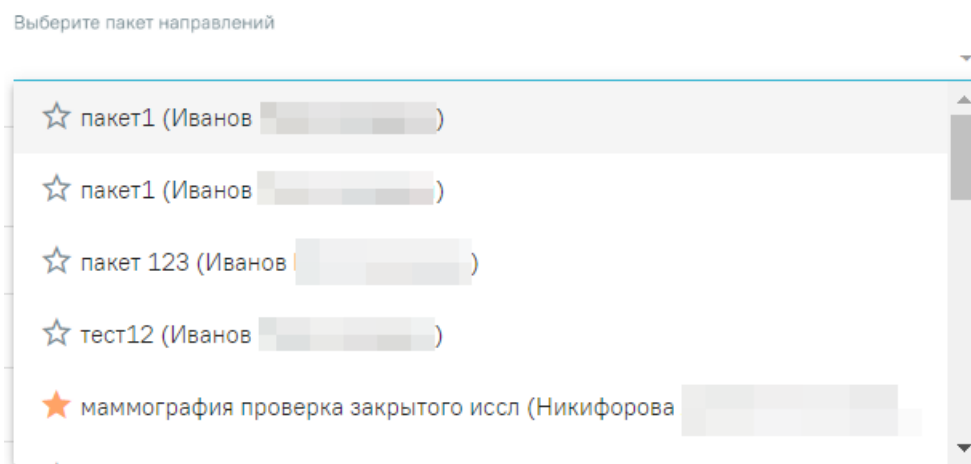 Выберите пакет направлений
пакет1 (Иванов )
пакет1 (Иванов )
пакет 123 (Иванов )
тест12 (Иванов )
маммография проверка закрытого иссл (Никифорова